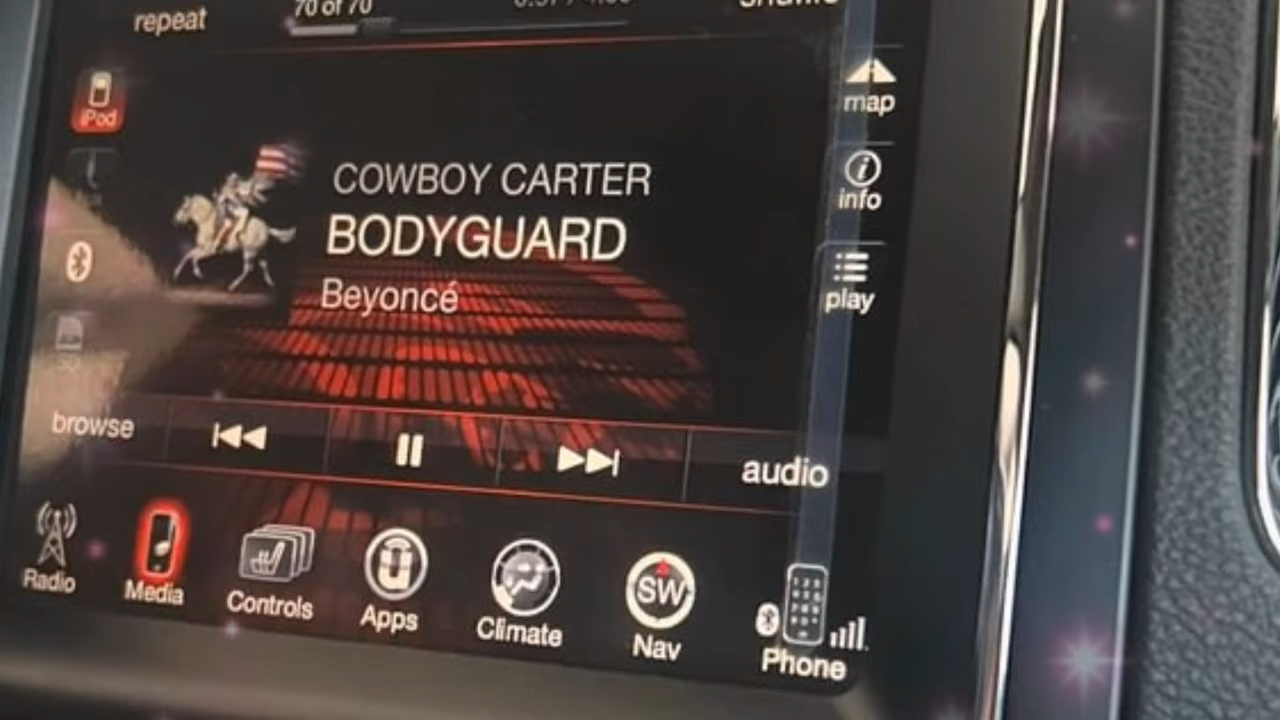 repeat
70 of 70
iPod
map
COWBOY CARTER
info
BODYGUARD
Beyoncé
play
browse
audio
Radio
Media
Controls
Apps
Climate
SW
Nav
Phone